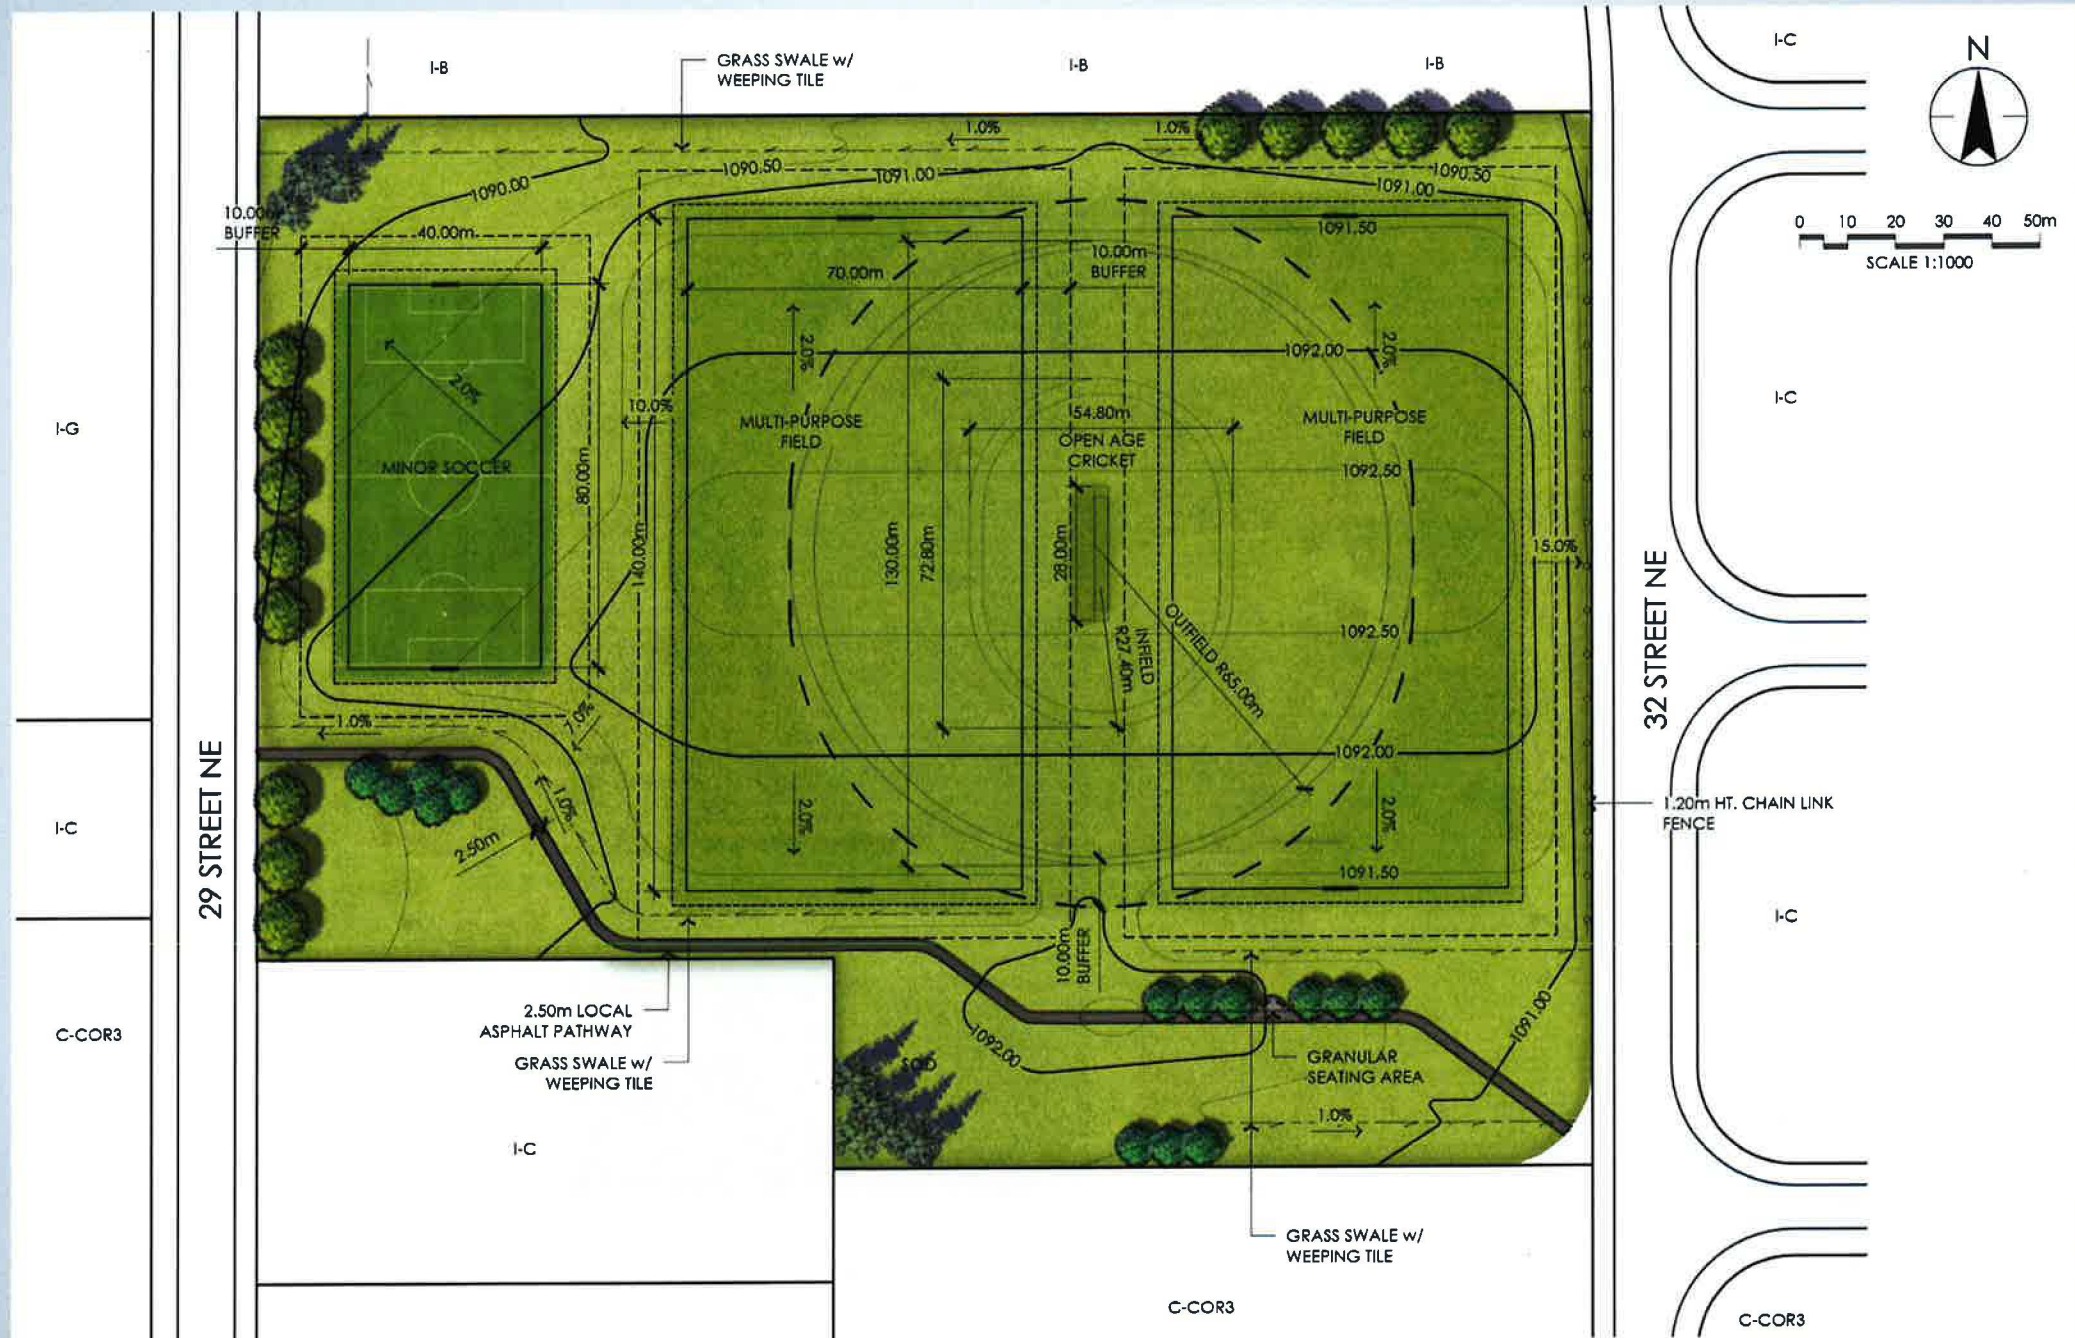 I-B
GRASS SWALE w/
WEEPING TILE
I-B
I-B
I-C
N
1.0%
1.0%
1090.00
1090.50
1091.00
1090.50
1091.00
BUFFER
40.00m
1091.50
0 10 20 30 40 50m
SCALE 1:1000
70.00m
10.00m
BUFFER
2.0%
2.0%
1092.00
2.0%
10.0%
I-G
MULTI-PURPOSE
FIELD
54.80m
OPEN AGE
CRICKET
MULTI-PURPOSE
FIELD
I-C
MINOR SOCCER
80.00m
1092.50
140.00m
130.00m
72.80m
28.00m
15.0%
INFIELD
R27.40m
OUTFIELD R65.00m
1092.50
32 STREET NE
1.0%
7.0%
1092.00
29 STREET NE
1.0%
2.50m
2.0%
2.0%
1.20m HT. CHAIN LINK
FENCE
I-C
1091.50
I-C
10.00m
BUFFER
2.50m LOCAL
ASPHALT PATHWAY
C-COR3
GRASS SWALE w/
WEEPING TILE
1092.00
1091.00
GRANULAR
SEATING AREA
1.0%
I-C
GRASS SWALE w/
WEEPING TILE
C-COR3
C-COR3